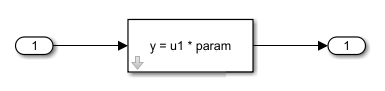 1
y = u1 * param
1